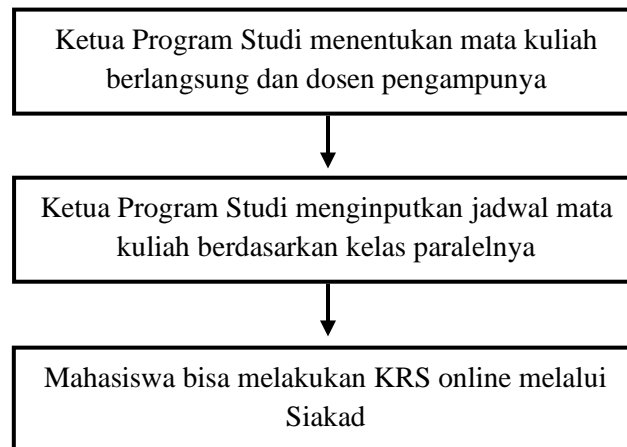 Ketua Program Studi menentukan mata kuliah
berlangsung dan dosen pengampunya
Ketua Program Studi menginputkan jadwal mata
kuliah berdasarkan kelas paralelnya
Mahasiswa bisa melakukan KRS online melalui
Siakad